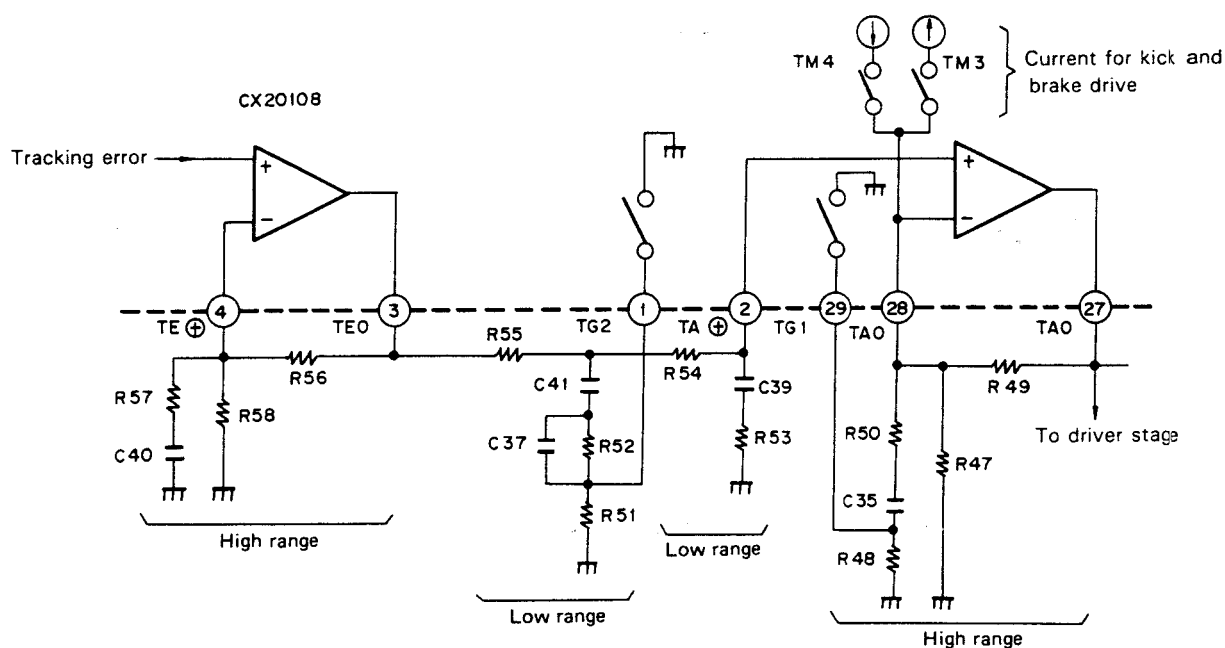 TM4
TM3
Current for kick and
brake drive
CX20108
Tracking error
+
−
+
−
4
3
1
2
29
28
27
TE ⊕
TEO
TG2
TA ⊕
TG1
TAO
TAO
R55
R56
R54
R49
R57
R58
C41
C39
C40
C37
R52
R53
R50
R47
To driver stage
R51
C35
R48
High range
Low range
Low range
High range